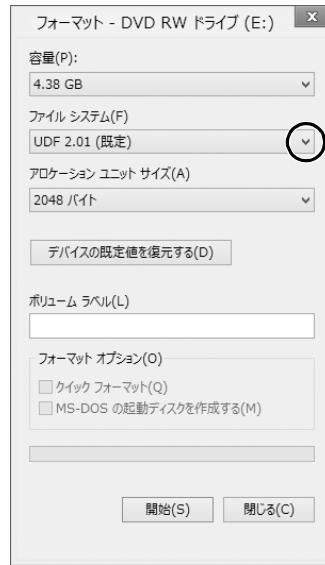 フォーマット - DVD RW ドライブ (E:)
容量(P):
4.38 GB
ファイル システム(F)
UDF 2.01 (既定)
アロケーション ユニット サイズ(A)
2048 バイト
デバイスの既定値を復元する(D)
ボリューム ラベル(L)
フォーマット オプション(O)
クイック フォーマット(Q)
MS-DOS の起動ディスクを作成する(M)
開始(S) 閉じる(C)